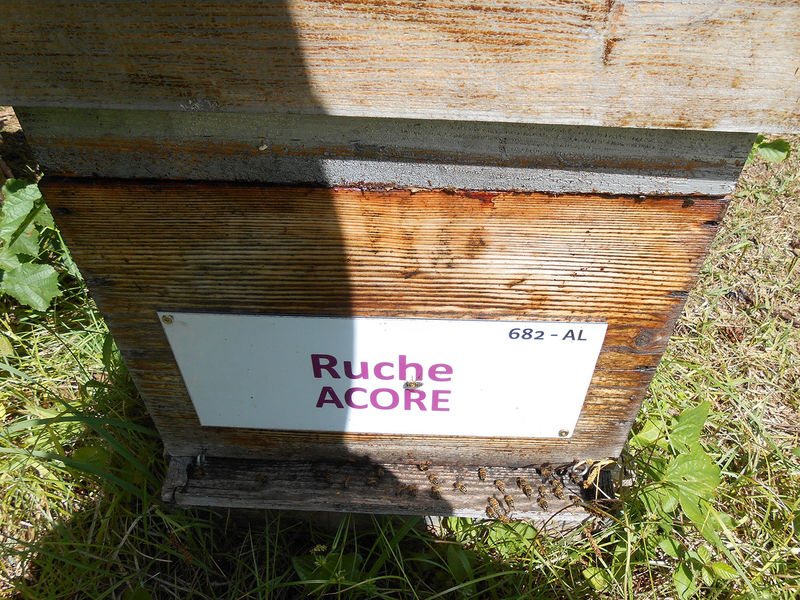 682 - AL
Ruche
ACORE